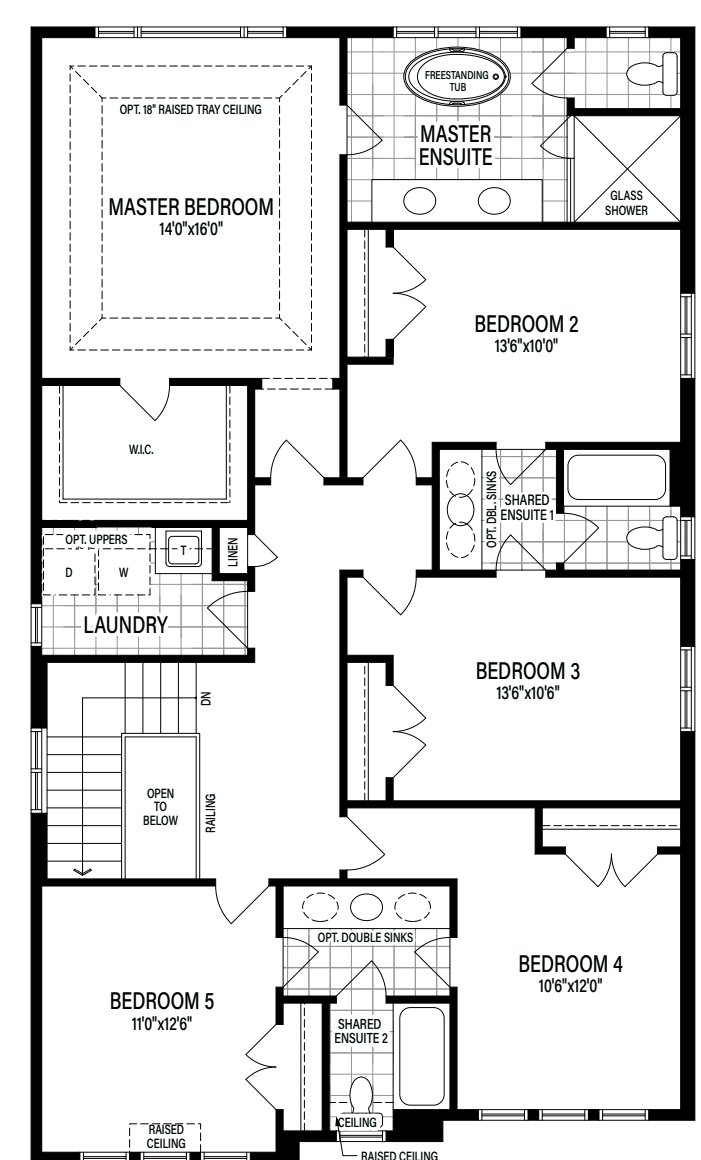 OPT. 18" RAISED TRAY CEILING
MASTER BEDROOM
14'0"x16'0"
FREESTANDING
TUB
MASTER
ENSUITE
GLASS
SHOWER
BEDROOM 2
13'6"x10'0"
W.I.C.
OPT. DBL. SINKS
SHARED
ENSUITE 1
OPT. UPPERS
D
W
T
LINEN
LAUNDRY
BEDROOM 3
13'6"x10'6"
DN
OPEN
TO
BELOW
RAILING
OPT. DOUBLE SINKS
BEDROOM 4
10'6"x12'0"
BEDROOM 5
11'0"x12'6"
SHARED
ENSUITE 2
RAISED
CEILING
CEILING
RAISED CEILING